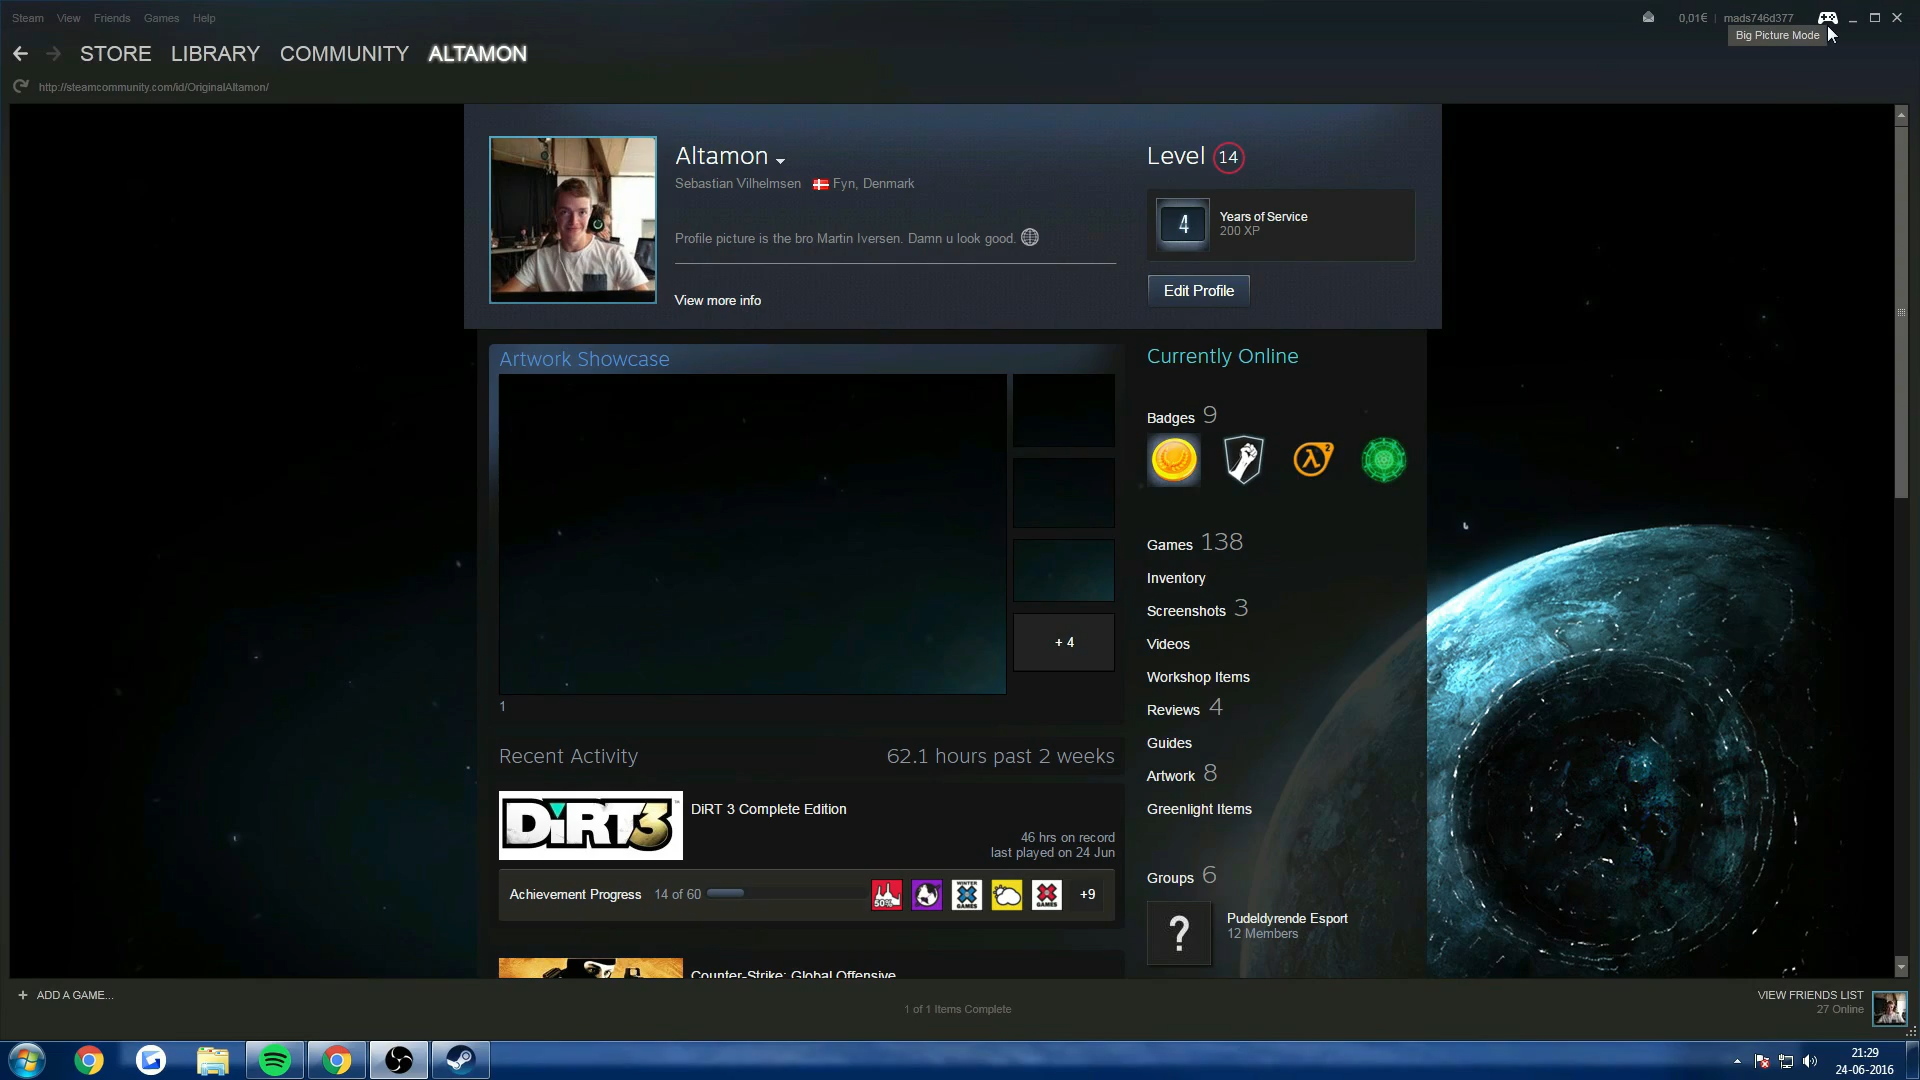 Steam View Friends Games Help
0,01€ | mads746d377
Big Picture Mode
STORE LIBRARY COMMUNITY ALTAMON
http://steamcommunity.com/id/OriginalAltamon/
Altamon
Sebastian Vilhelmsen Fyn, Denmark
Profile picture is the bro Martin Iversen. Damn u look good.
View more info
Level 14
4
Years of Service
200 XP
Edit Profile
Artwork Showcase
+ 4
1
Currently Online
Badges 9
Games 138
Inventory
Screenshots 3
Videos
Workshop Items
Reviews 4
Guides
Artwork 8
Greenlight Items
Groups 6
?
Pudeldyrende Esport
12 Members
Recent Activity 62.1 hours past 2 weeks
DiRT3
DiRT 3 Complete Edition
46 hrs on record
last played on 24 Jun
Achievement Progress 14 of 60
50%
WINTER X GAMES
X GAMES
+9
Counter-Strike: Global Offensive
+ ADD A GAME...
1 of 1 Items Complete
VIEW FRIENDS LIST
27 Online
21:29
24-06-2016